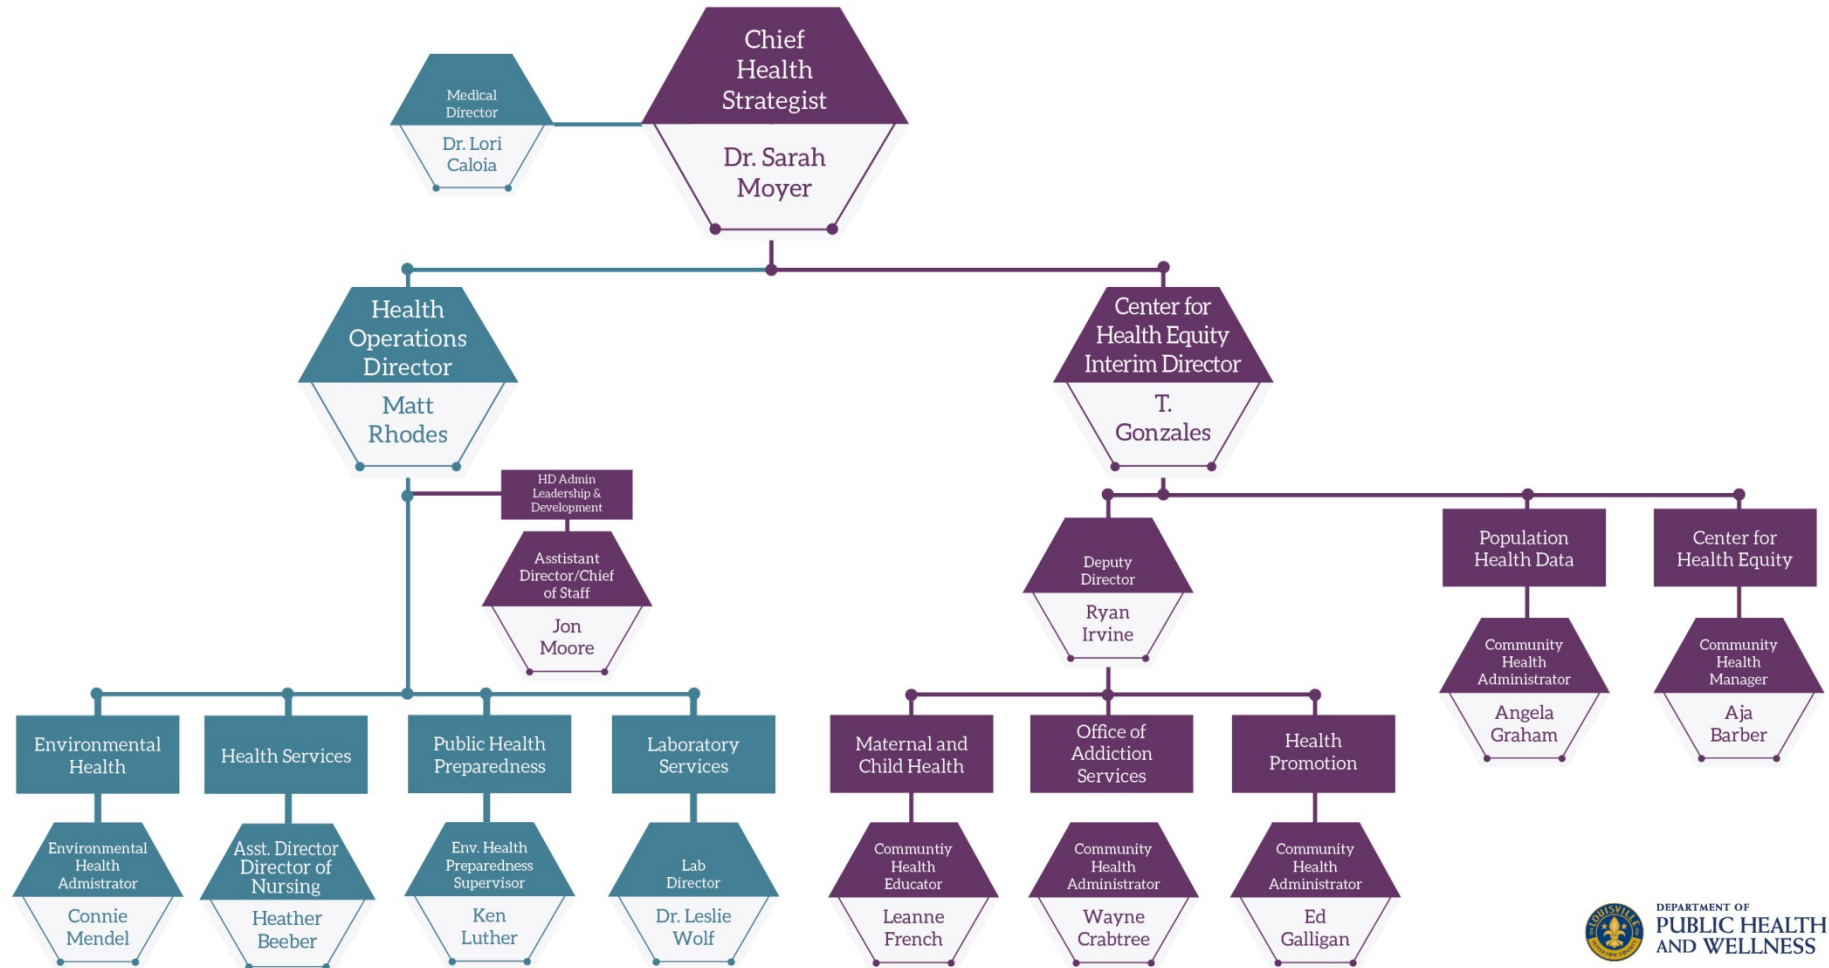 Chief
Health
Strategist
Dr. Sarah
Moyer
Medical
Director
Dr. Lori
Caloia
Health
Operations
Director
Matt
Rhodes
Center for
Health Equity
Interim Director
T.
Gonzales
HD Admin
Leadership &
Development
Asstistant
Director/Chief
of Staff
Jon
Moore
Deputy
Director
Ryan
Irvine
Population
Health Data
Community
Health
Administrator
Angela
Graham
Center for
Health Equity
Community
Health
Manager
Aja
Barber
Environmental
Health
Environmental
Health
Admistrator
Connie
Mendel
Health Services
Asst. Director
Director of
Nursing
Heather
Beeber
Public Health
Preparedness
Env. Health
Preparedness
Supervisor
Ken
Luther
Laboratory
Services
Lab
Director
Dr. Leslie
Wolf
Maternal and
Child Health
Communtiy
Health
Educator
Leanne
French
Office of
Addiction
Services
Community
Health
Administrator
Wayne
Crabtree
Health
Promotion
Community
Health
Administrator
Ed
Galligan
LOUISVILLE
JEFFERSON COUNTY
DEPARTMENT OF
PUBLIC HEALTH
AND WELLNESS